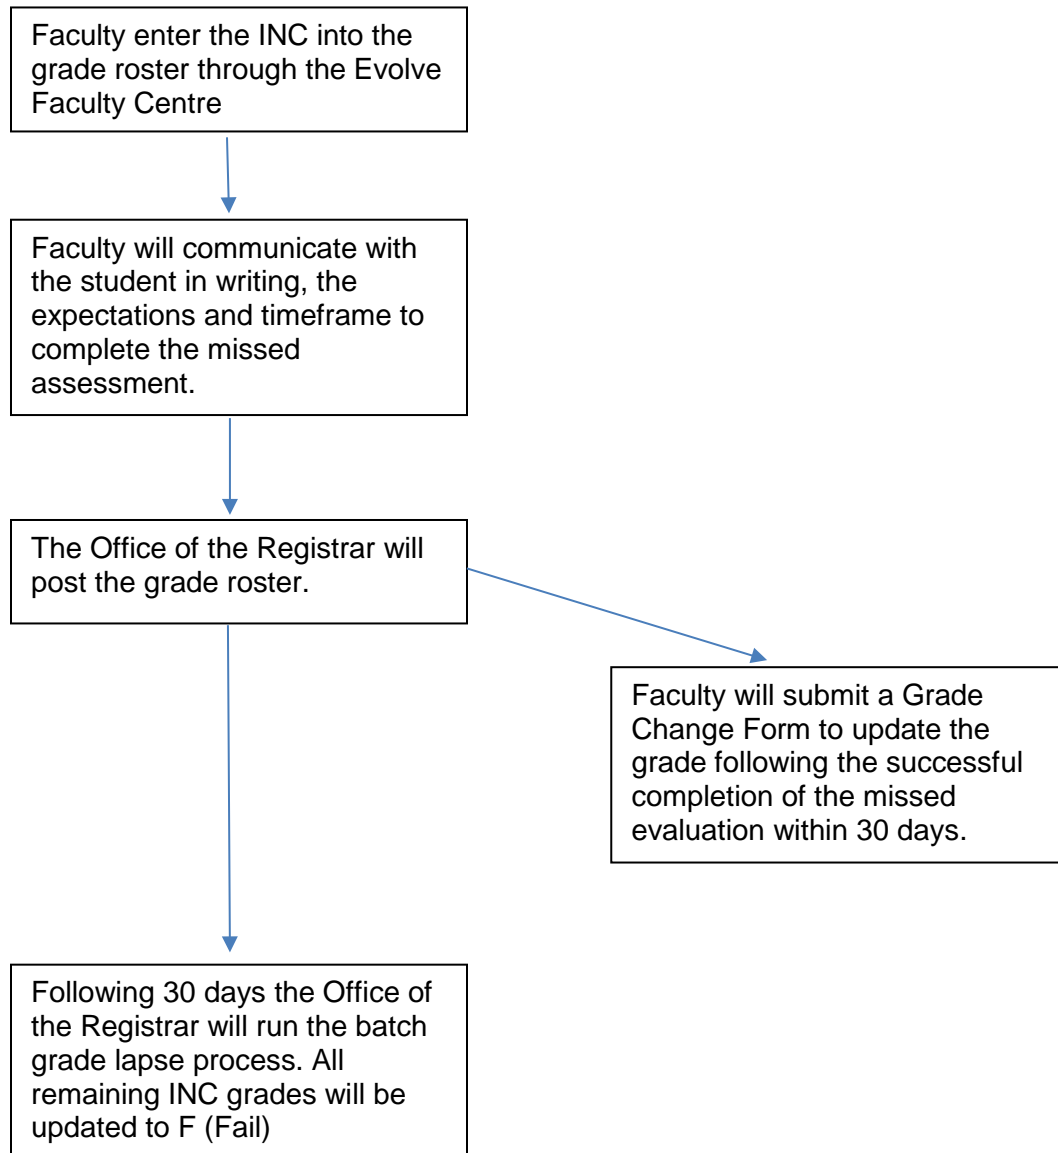 Faculty enter the INC into the
grade roster through the Evolve
Faculty Centre
Faculty will communicate with
the student in writing, the
expectations and timeframe to
complete the missed
assessment.
The Office of the Registrar will
post the grade roster.
Faculty will submit a Grade
Change Form to update the
grade following the successful
completion of the missed
evaluation within 30 days.
Following 30 days the Office of
the Registrar will run the batch
grade lapse process. All
remaining INC grades will be
updated to F (Fail)